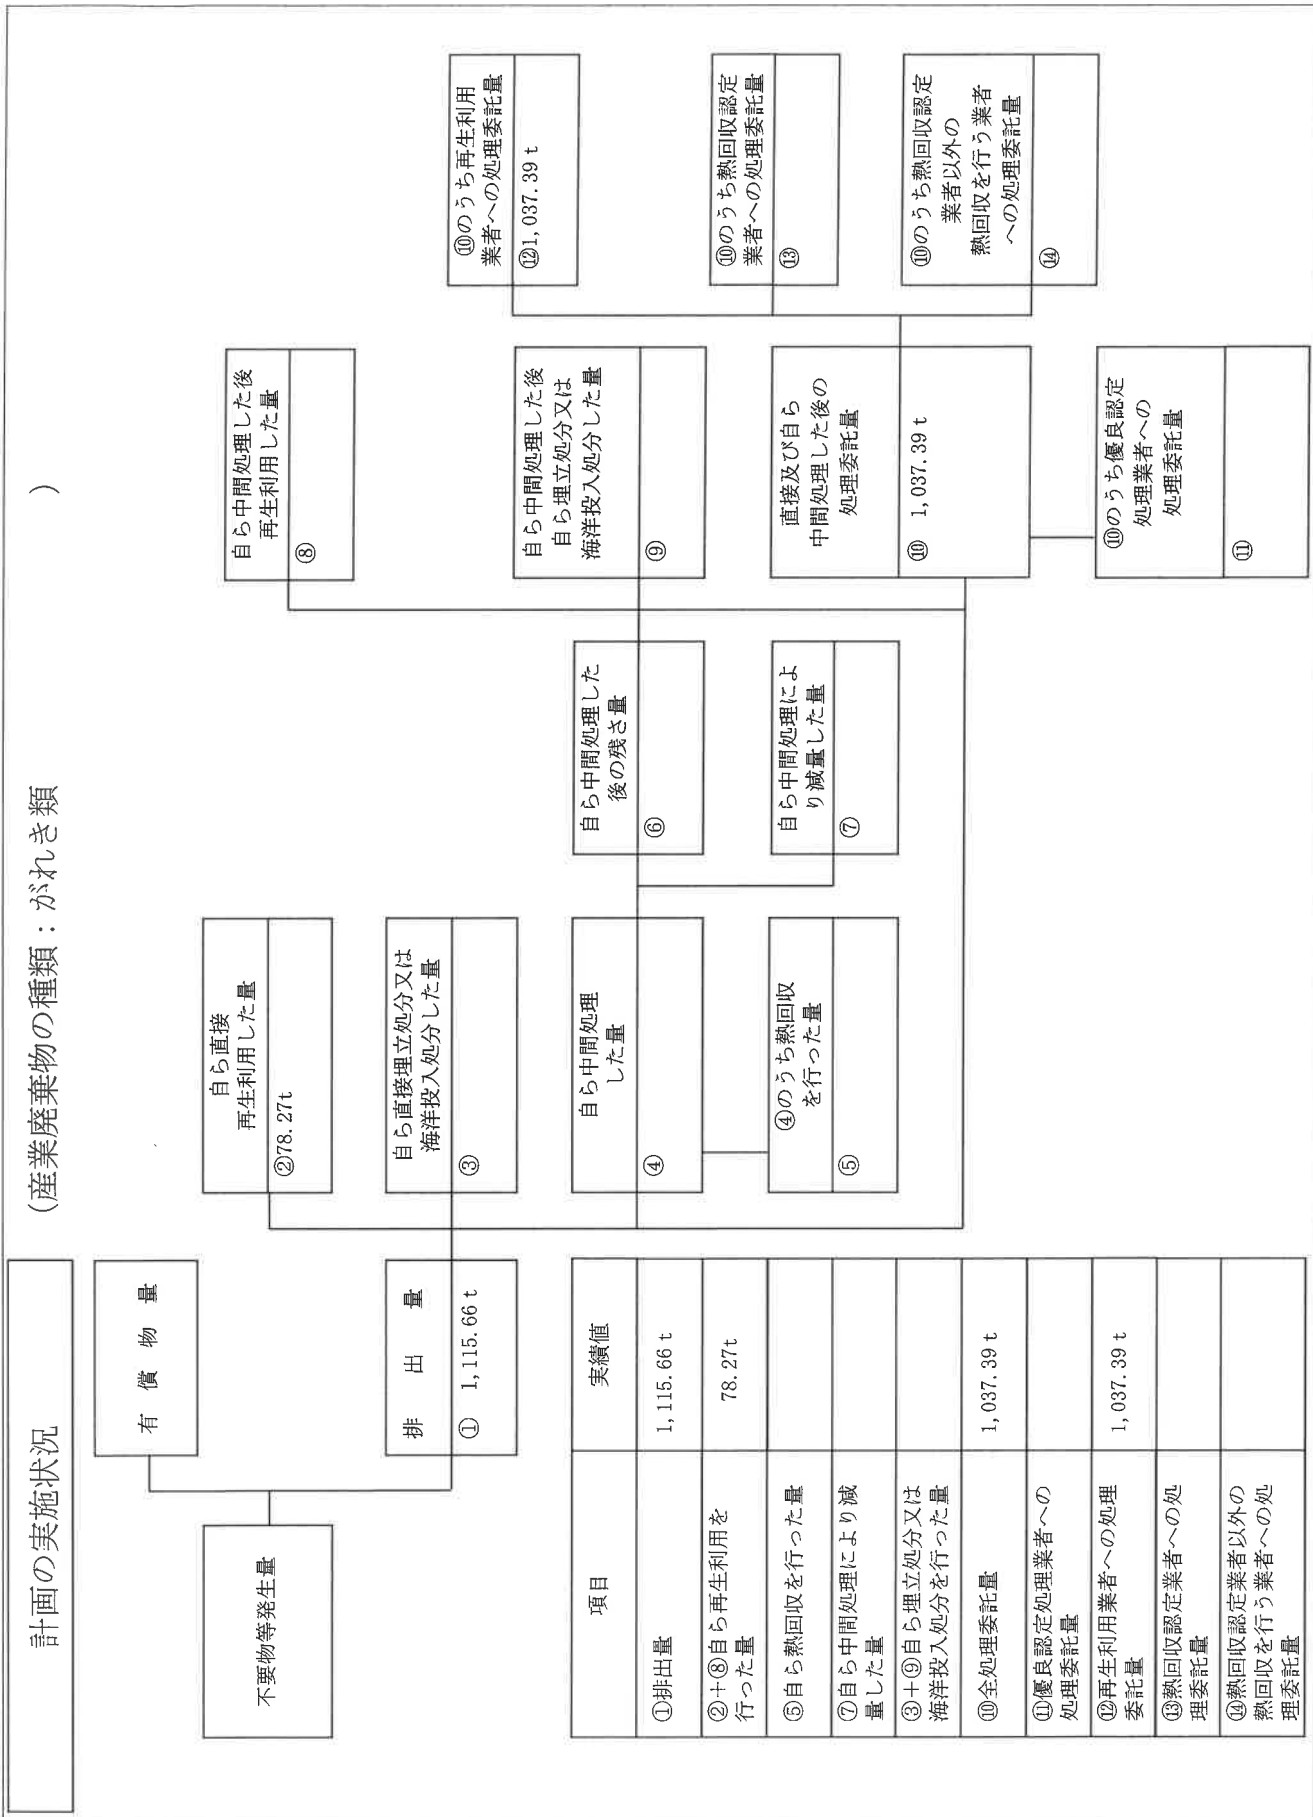 計画の実施状況
(産業廃棄物の種類：がれき類　　　　)
不要物等発生量
有償物量
排出量
① 1,115.66ｔ
自ら直接
再生利用した量
②78.27t
自ら直接埋立処分又は
海洋投入処分した量
③
自ら中間処理
した量
④
④のうち熱回収
を行った量
⑤
自ら中間処理した
後の残さ量
⑥
自ら中間処理によ
り減量した量
⑦
自ら中間処理した後
再生利用した量
⑧
自ら中間処理した後
自ら埋立処分又は
海洋投入処分した量
⑨
直接及び自ら
中間処理した後の
処理委託量
⑩ 1,037.39ｔ
⑩のうち優良認定
処理業者への
処理委託量
⑪
⑩のうち再生利用
業者への処理委託量
⑫1,037.39ｔ
⑩のうち熱回収認定
業者への処理委託量
⑬
⑩のうち熱回収認定
業者以外の
熱回収を行う業者
への処理委託量
⑭
項目 実績値
①排出量 1,115.66ｔ
②＋⑧自ら再生利用を
行った量 78.27t
⑤自ら熱回収を行った量
⑦自ら中間処理により減
量した量
③＋⑨自ら埋立処分又は
海洋投入処分を行った量
⑩全処理委託量 1,037.39ｔ
⑪優良認定処理業者への
処理委託量
⑫再生利用業者への処理
委託量 1,037.39ｔ
⑬熱回収認定業者への処
理委託量
⑭熱回収認定業者以外の
熱回収を行う業者への処
理委託量